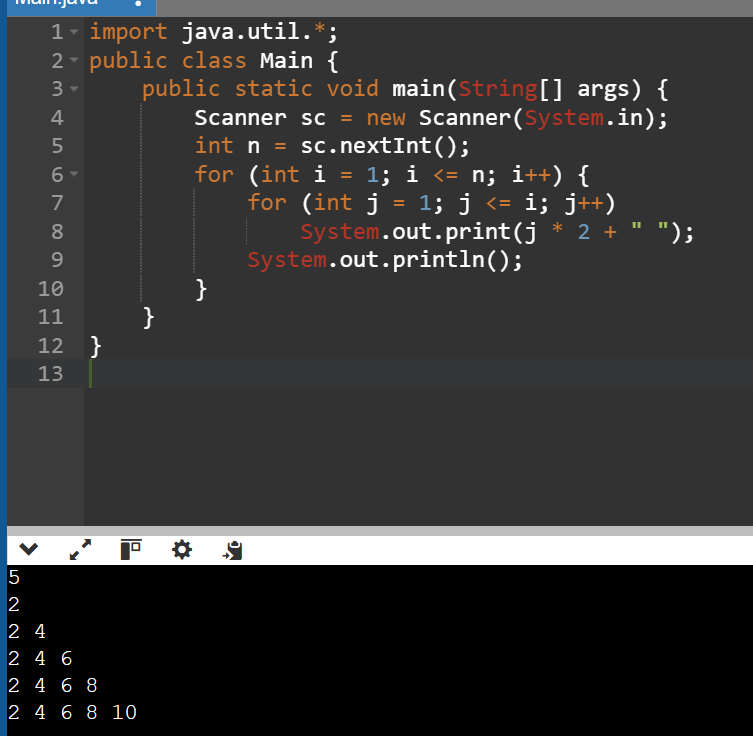 Main.java
1 import java.util.*;
2 public class Main {
3     public static void main(String[] args) {
4         Scanner sc = new Scanner(System.in);
5         int n = sc.nextInt();
6         for (int i = 1; i <= n; i++) {
7             for (int j = 1; j <= i; j++)
8                 System.out.print(j * 2 + " ");
9             System.out.println();
10         }
11     }
12 }
13
5
2
2 4
2 4 6
2 4 6 8
2 4 6 8 10